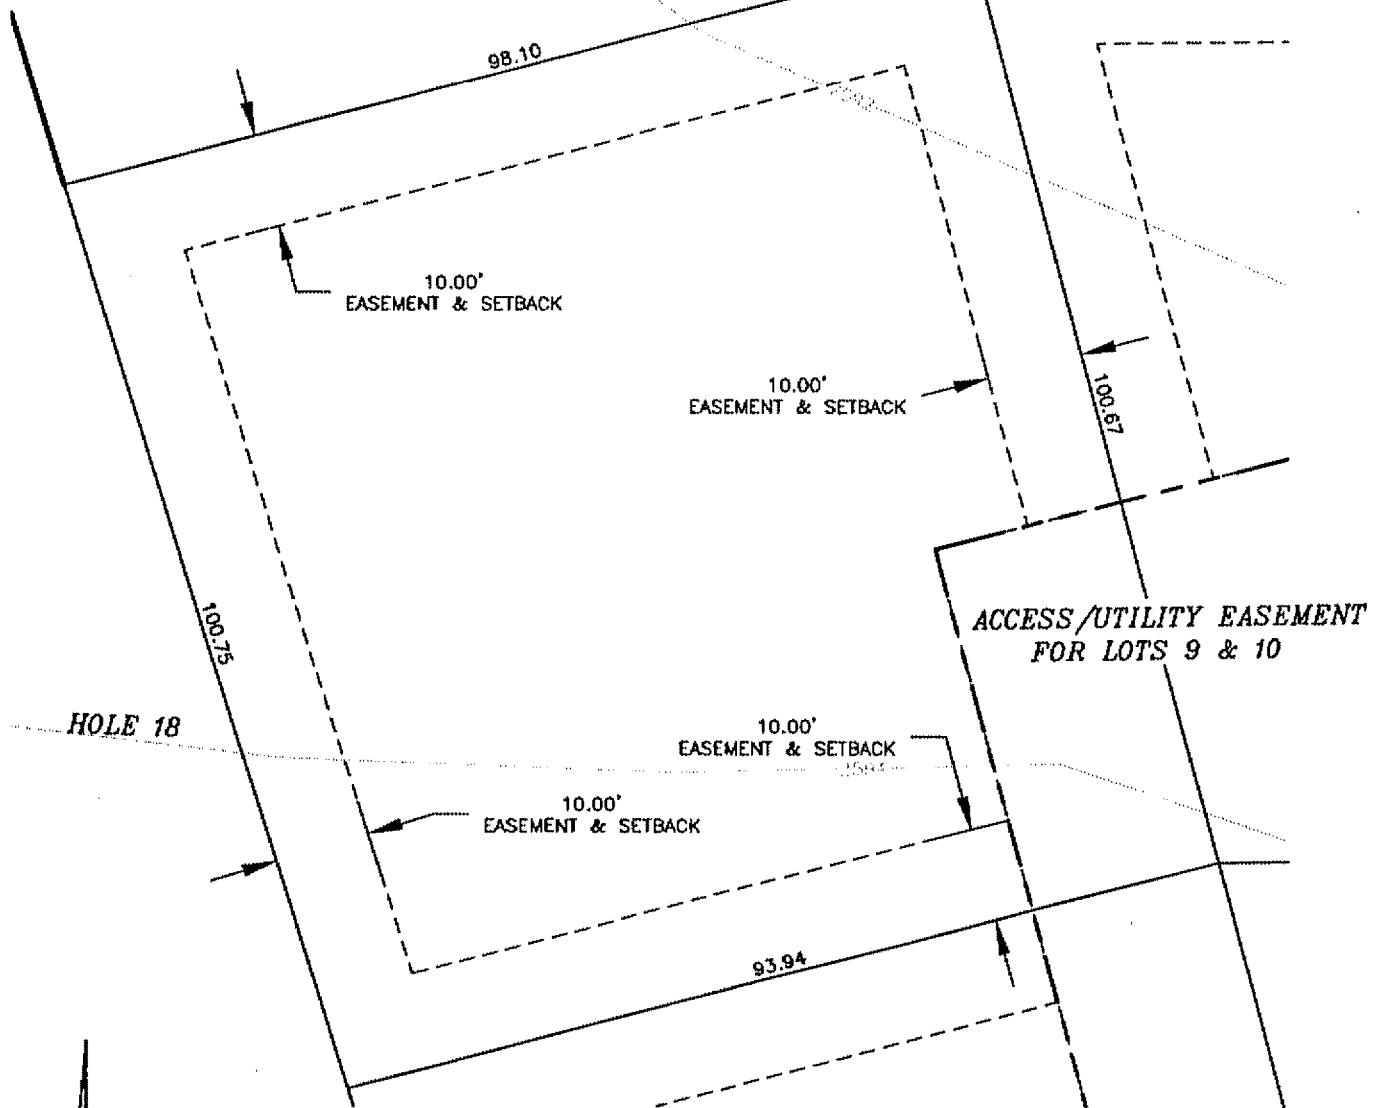 98.10
10.00'
EASEMENT & SETBACK
10.00'
EASEMENT & SETBACK
100.67
100.75
ACCESS/UTILITY EASEMENT
FOR LOTS 9 & 10
HOLE 18
10.00'
EASEMENT & SETBACK
10.00'
EASEMENT & SETBACK
93.94